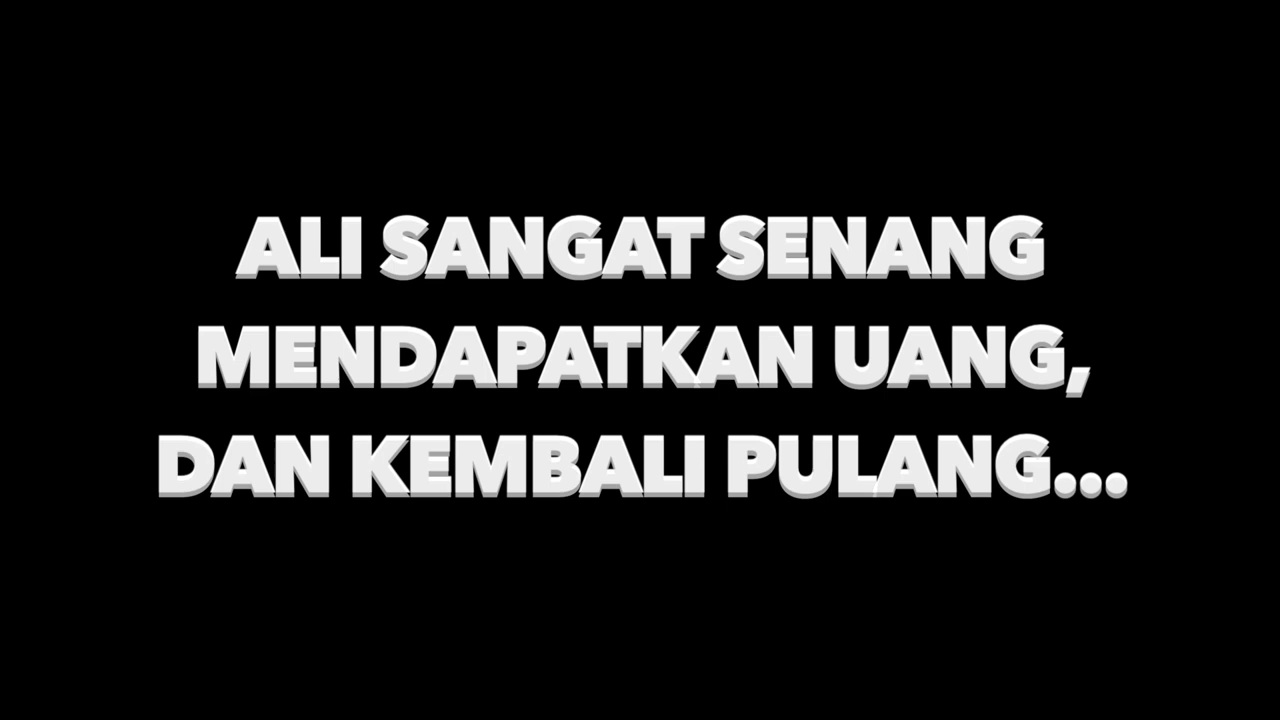 ALI SANGAT SENANG
MENDAPATKAN UANG,
DAN KEMBALI PULANG...